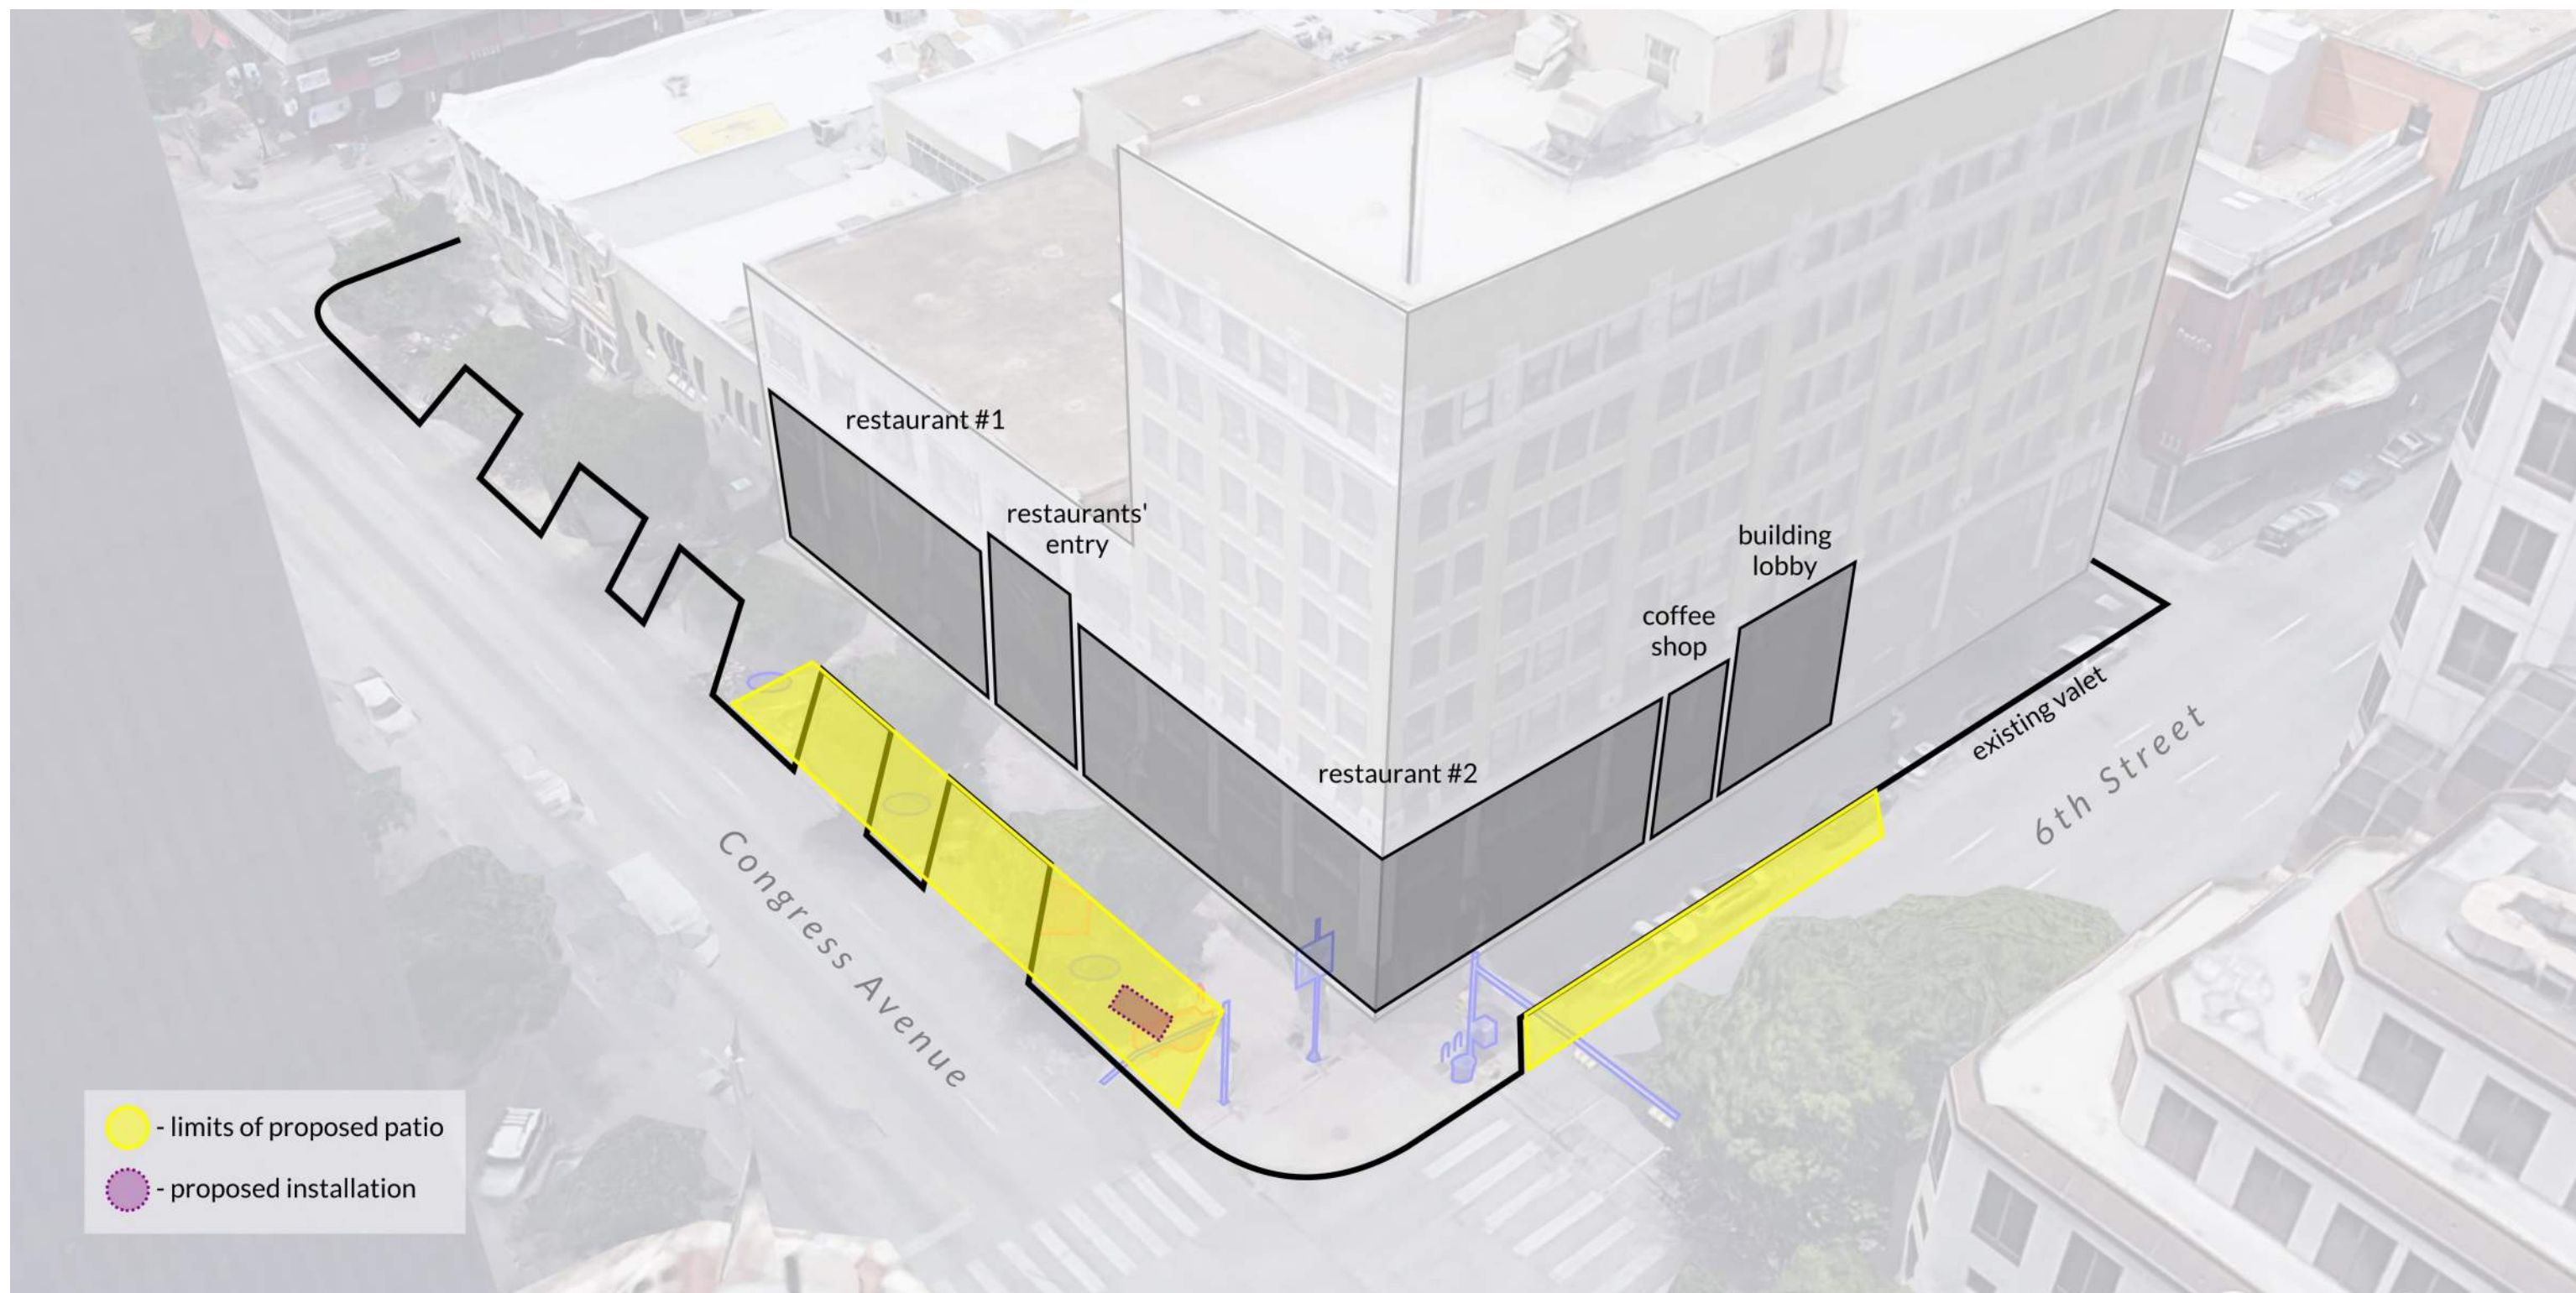 restaurant #1
restaurants'
entry
restaurant #2
coffee
shop
building
lobby
existing valet
6th Street
Congress Avenue
- limits of proposed patio
- proposed installation